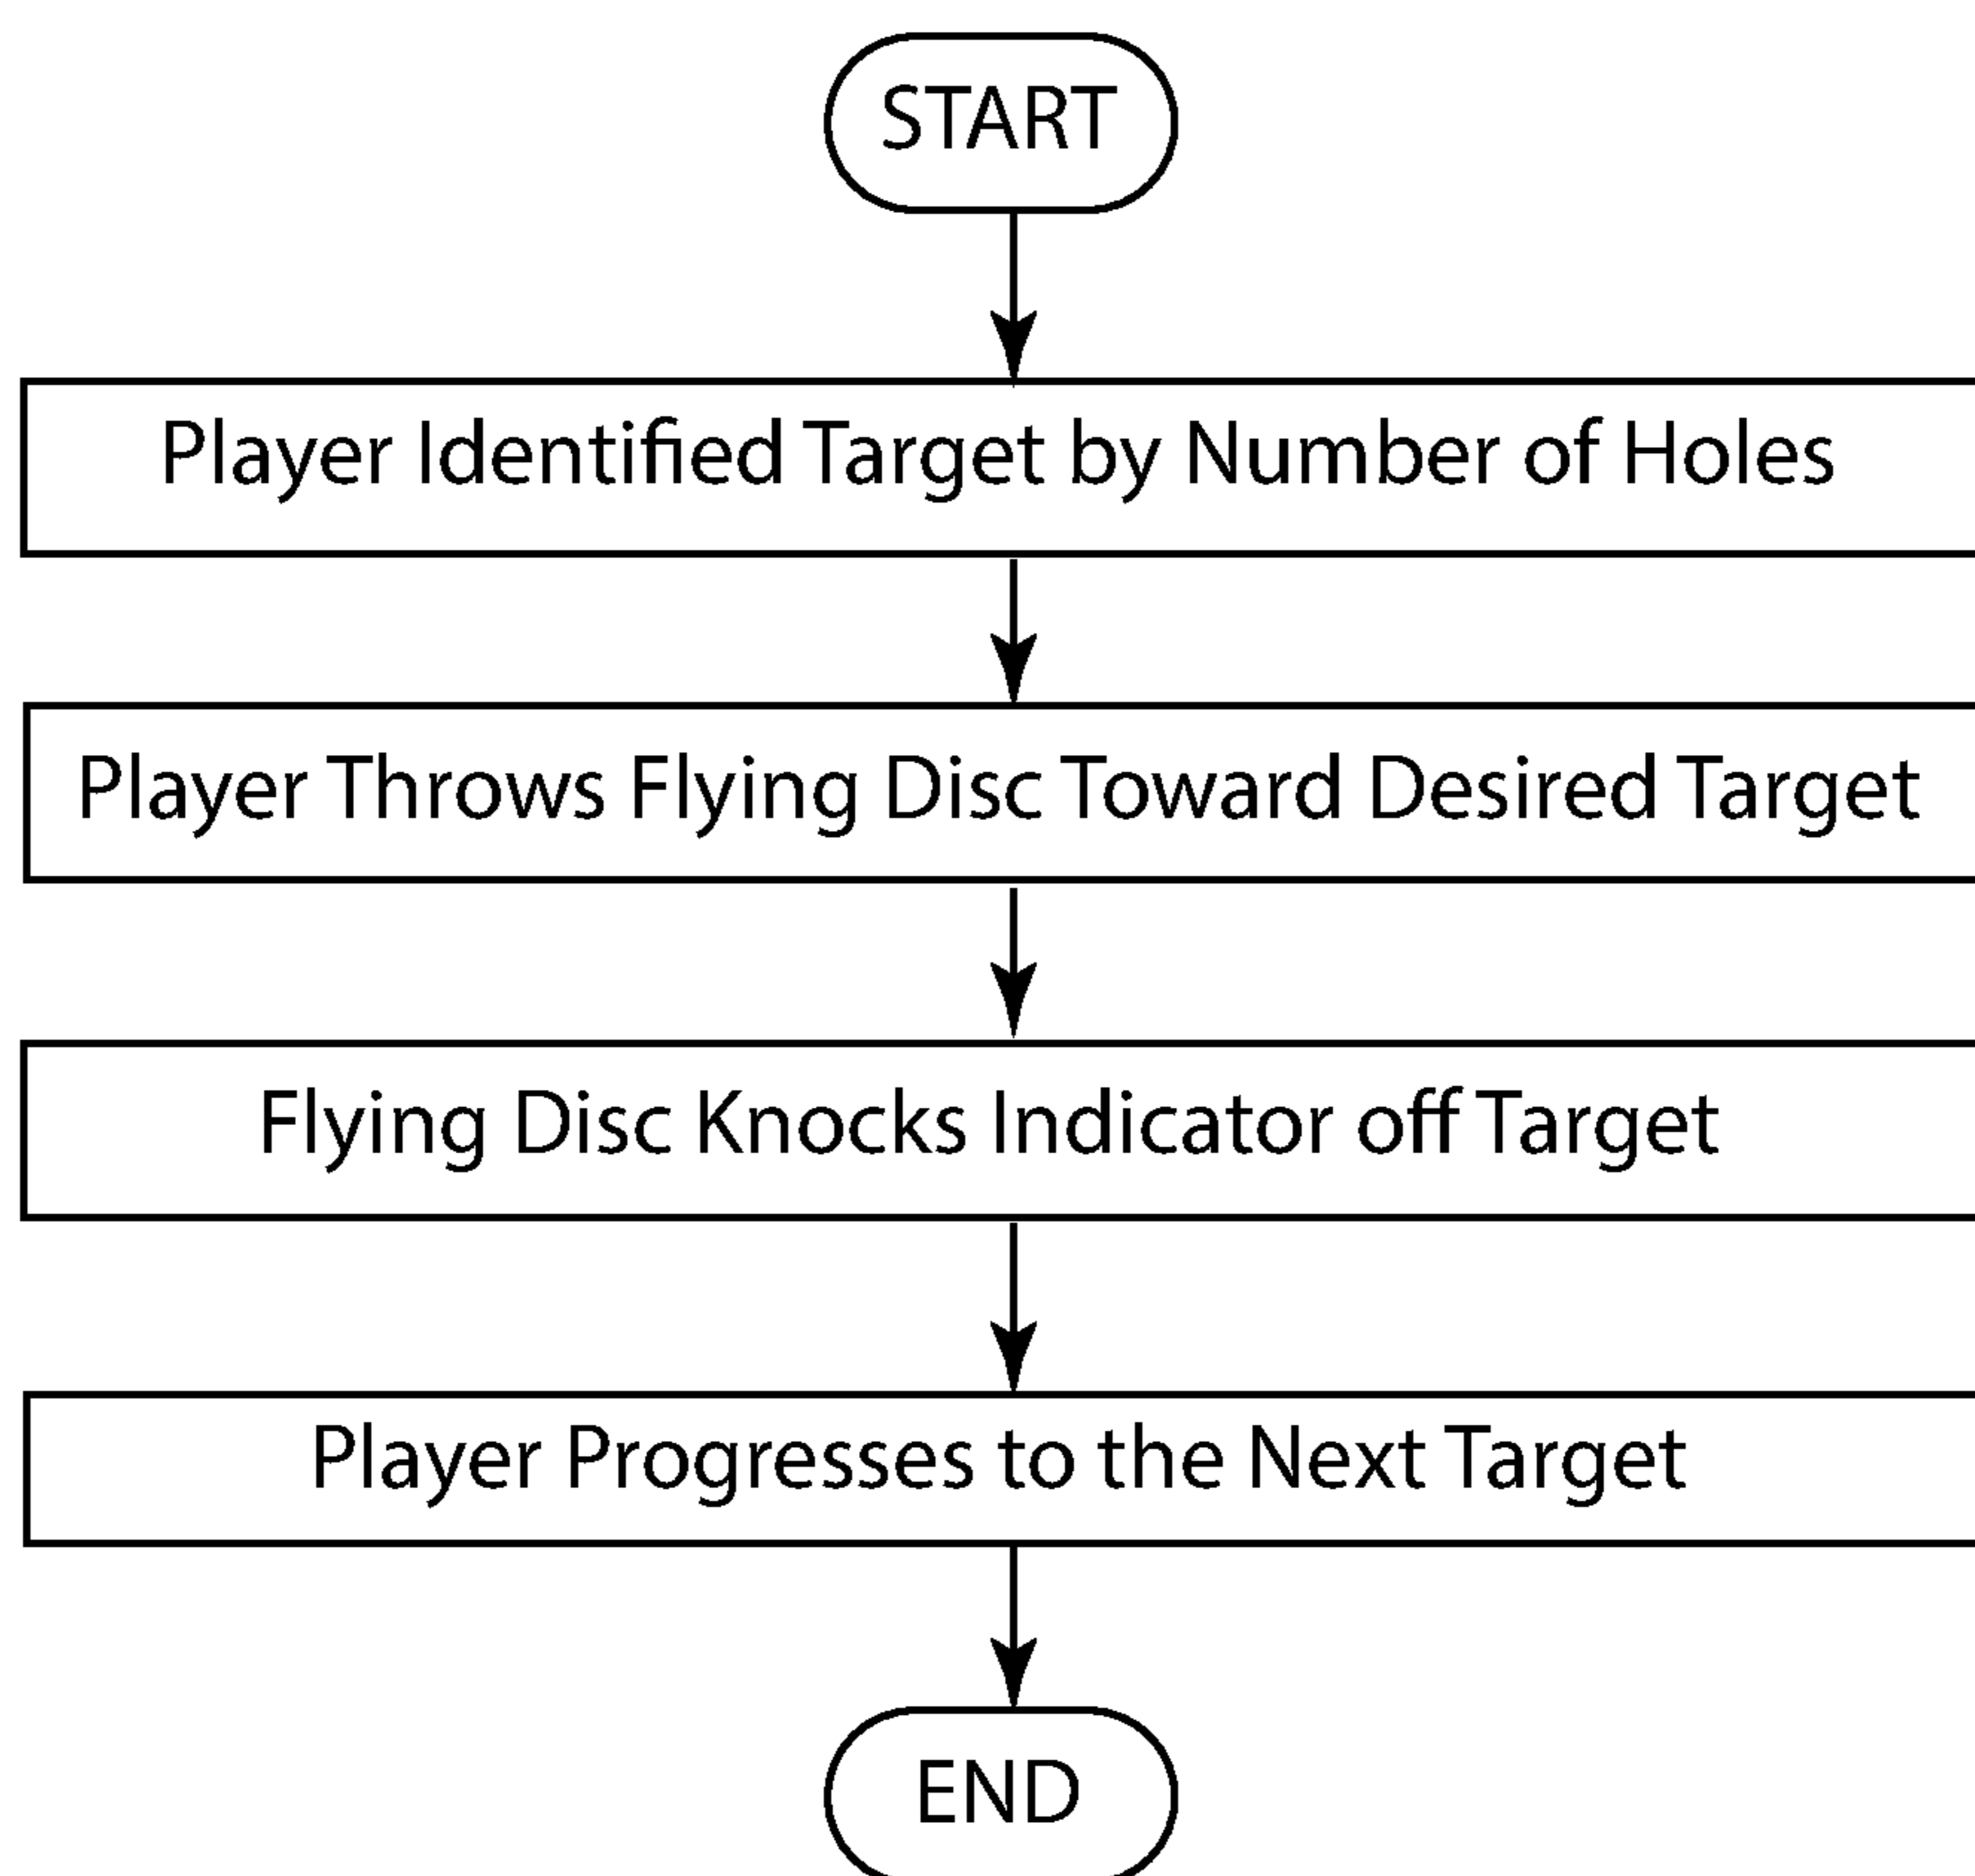 START
Player Identified Target by Number of Holes
Player Throws Flying Disc Toward Desired Target
Flying Disc Knocks Indicator off Target
Player Progresses to the Next Target
END